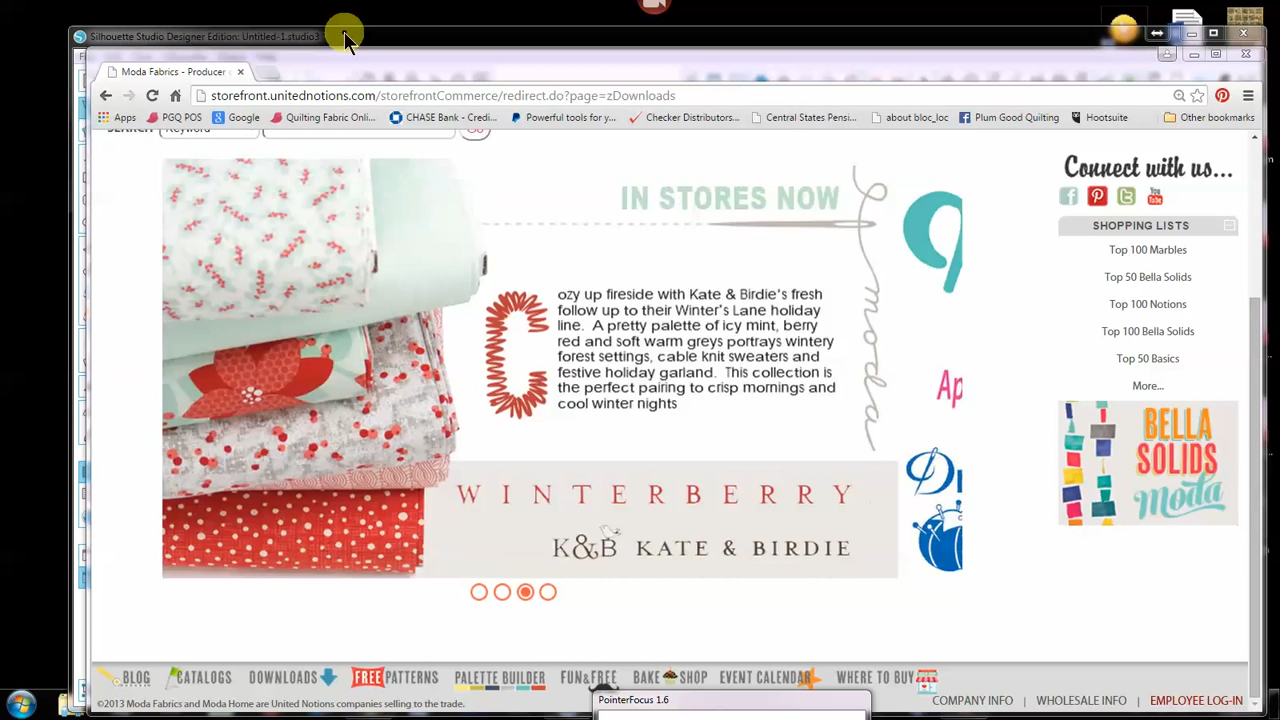 Silhouette Studio Designer Edition: Untitled-1.studio3
Moda Fabrics - Producer
storefront.unitednotions.com/storefrontCommerce/redirect.do?page=zDownloads
Apps PGQ POS Google Quilting Fabric Onli... CHASE Bank - Credi... Powerful tools for y... Checker Distributors... Central States Pensi... about bloc_loc Plum Good Quilting Hootsuite Other bookmarks
SEARCH Keyword Go
Connect with us...
IN STORES NOW
SHOPPING LISTS
Top 100 Marbles
Top 50 Bella Solids
Top 100 Notions
Top 100 Bella Solids
Top 50 Basics
More...
Cozy up fireside with Kate & Birdie's fresh
follow up to their Winter's Lane holiday
line. A pretty palette of icy mint, berry
red and soft warm greys portrays wintery
forest settings, cable knit sweaters and
festive holiday garland. This collection is
the perfect pairing to crisp mornings and
cool winter nights
moda
Ap
BELLA
SOLIDS
moda
WINTERBERRY
K&B KATE & BIRDIE
BLOG CATALOGS DOWNLOADS FREE PATTERNS PALETTE BUILDER FUN&FREE BAKE SHOP EVENT CALENDAR WHERE TO BUY
©2013 Moda Fabrics and Moda Home are United Notions companies selling to the trade.
COMPANY INFO WHOLESALE INFO EMPLOYEE LOG-IN
PointerFocus 1.6